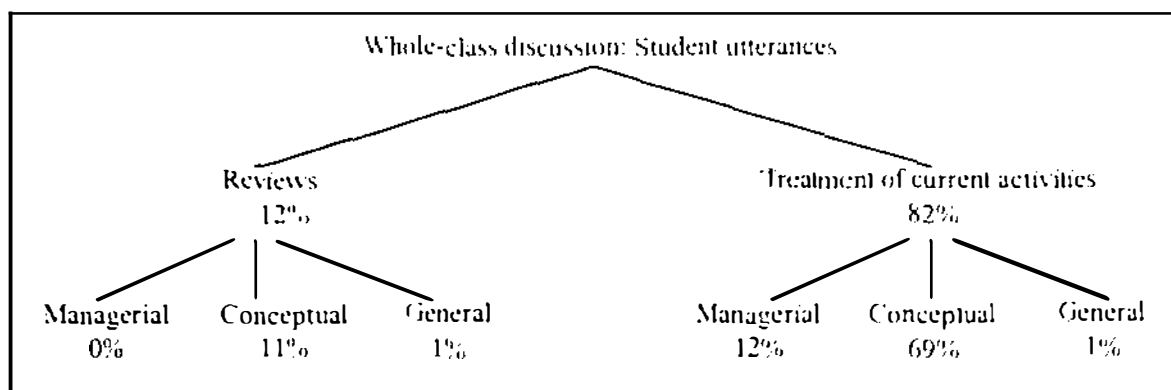 Whole-class discussion: Student utterances
Reviews Treatment of current activities
12% 82%
Managerial Conceptual General Managerial Conceptual General
0% 11% 1% 12% 69% 1%